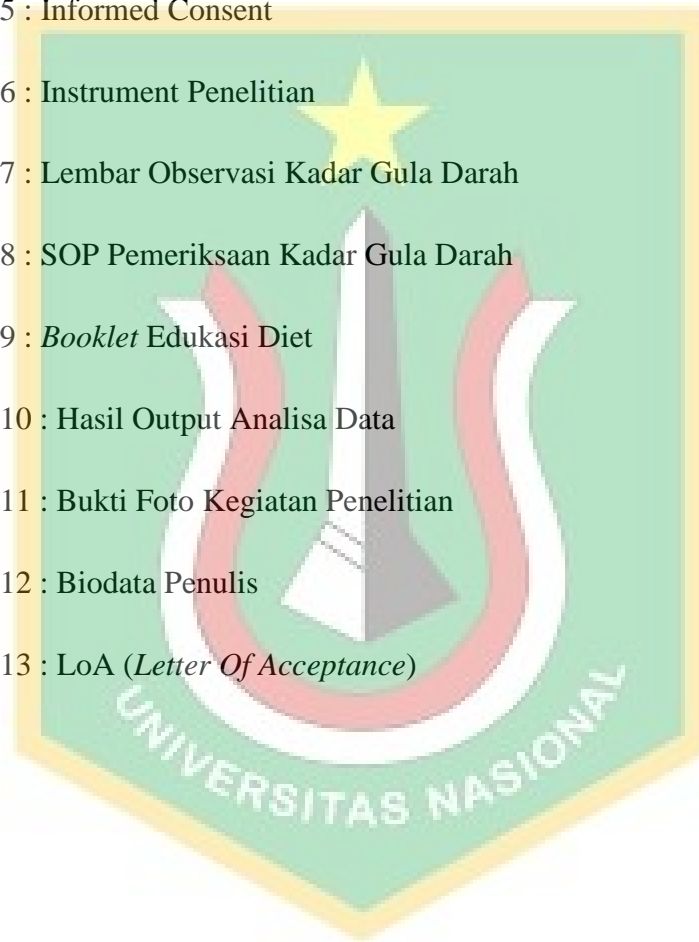 5 : Informed Consent
6 : Instrument Penelitian
7 : Lembar Observasi Kadar Gula Darah
8 : SOP Pemeriksaan Kadar Gula Darah
9 : Booklet Edukasi Diet
10 : Hasil Output Analisa Data
11 : Bukti Foto Kegiatan Penelitian
12 : Biodata Penulis
13 : LoA (Letter Of Acceptance)
UNIVERSITAS NASIONAL